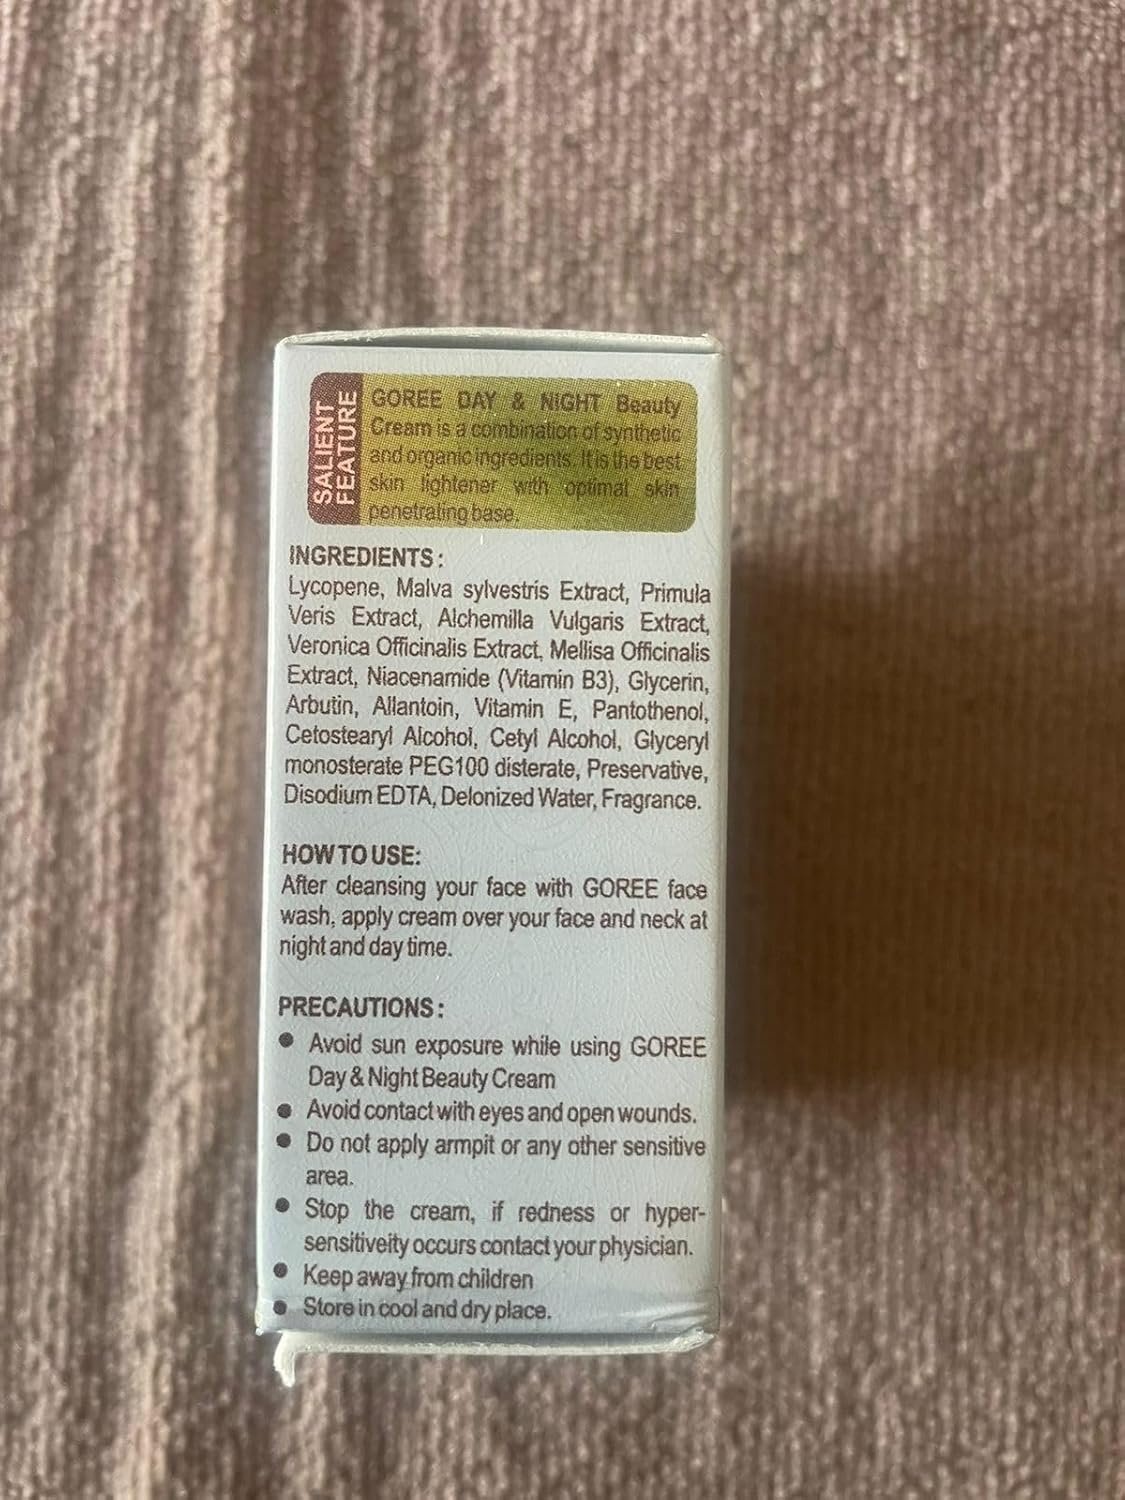 SALIENT
FEATURE
GOREE DAY & NIGHT Beauty
Cream is a combination of synthetic
and organic ingredients. It is the best
skin lightener with optimal skin
penetrating base.
INGREDIENTS :
Lycopene, Malva sylvestris Extract, Primula
Veris Extract, Alchemilla Vulgaris Extract,
Veronica Officinalis Extract, Mellisa Officinalis
Extract, Niacenamide (Vitamin B3), Glycerin,
Arbutin, Allantoin, Vitamin E, Pantothenol,
Cetostearyl Alcohol, Cetyl Alcohol, Glyceryl
monosterate PEG100 disterate, Preservative,
Disodium EDTA, Delonized Water, Fragrance.
HOW TO USE:
After cleansing your face with GOREE face
wash, apply cream over your face and neck at
night and day time.
PRECAUTIONS :
● Avoid sun exposure while using GOREE
Day & Night Beauty Cream
● Avoid contact with eyes and open wounds.
● Do not apply armpit or any other sensitive
area.
● Stop the cream, if redness or hyper-
sensitiveity occurs contact your physician.
● Keep away from children
● Store in cool and dry place.